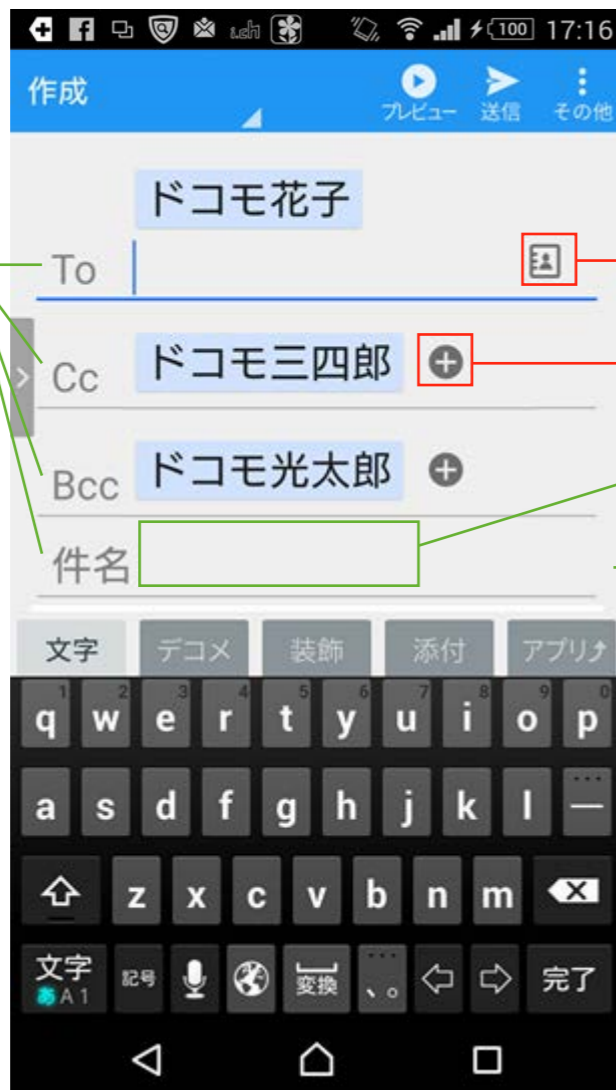 100 17:16
作成 プレビュー 送信 その他
ドコモ花子
To
Cc ドコモ三四郎
Bcc ドコモ光太郎
件名
文字 デコメ 装飾 添付 アプリ
1 2 3 4 5 6 7 8 9 0
q w e r t y u i o p
a s d f g h j k l ー
z x c v b n m
文字 記号 変換 、。 完了
あA1